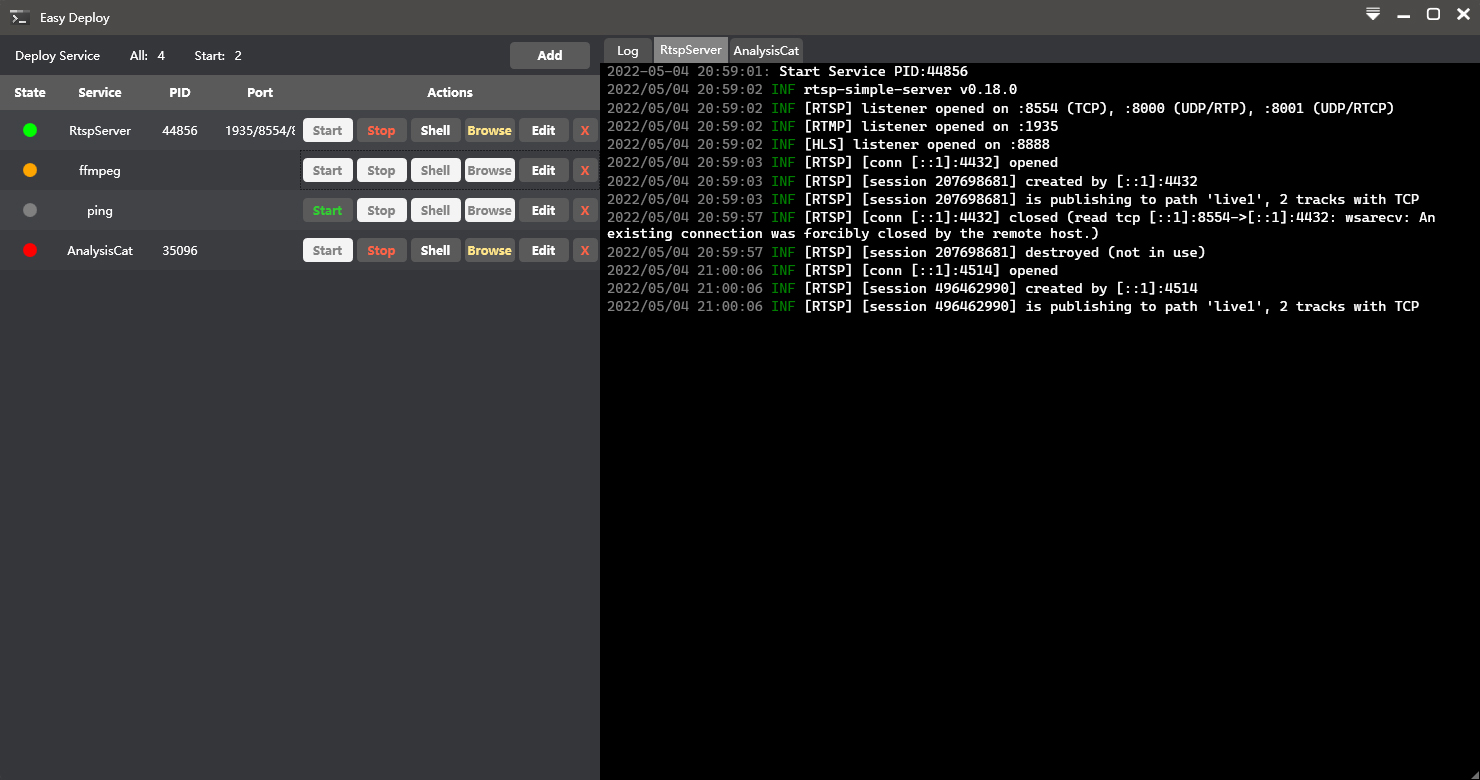 Easy Deploy
Deploy Service All: 4 Start: 2 Add
State Service PID Port Actions
RtspServer 44856 1935/8554/8 Start Stop Shell Browse Edit X
ffmpeg Start Stop Shell Browse Edit X
ping Start Stop Shell Browse Edit X
AnalysisCat 35096 Start Stop Shell Browse Edit X
Log RtspServer AnalysisCat
2022-05-04 20:59:01: Start Service PID:44856
2022/05/04 20:59:02 INF rtsp-simple-server v0.18.0
2022/05/04 20:59:02 INF [RTSP] listener opened on :8554 (TCP), :8000 (UDP/RTP), :8001 (UDP/RTCP)
2022/05/04 20:59:02 INF [RTMP] listener opened on :1935
2022/05/04 20:59:02 INF [HLS] listener opened on :8888
2022/05/04 20:59:03 INF [RTSP] [conn [::1]:4432] opened
2022/05/04 20:59:03 INF [RTSP] [session 207698681] created by [::1]:4432
2022/05/04 20:59:03 INF [RTSP] [session 207698681] is publishing to path 'live1', 2 tracks with TCP
2022/05/04 20:59:57 INF [RTSP] [conn [::1]:4432] closed (read tcp [::1]:8554->[::1]:4432: wsarecv: An
existing connection was forcibly closed by the remote host.)
2022/05/04 20:59:57 INF [RTSP] [session 207698681] destroyed (not in use)
2022/05/04 21:00:06 INF [RTSP] [conn [::1]:4514] opened
2022/05/04 21:00:06 INF [RTSP] [session 496462990] created by [::1]:4514
2022/05/04 21:00:06 INF [RTSP] [session 496462990] is publishing to path 'live1', 2 tracks with TCP